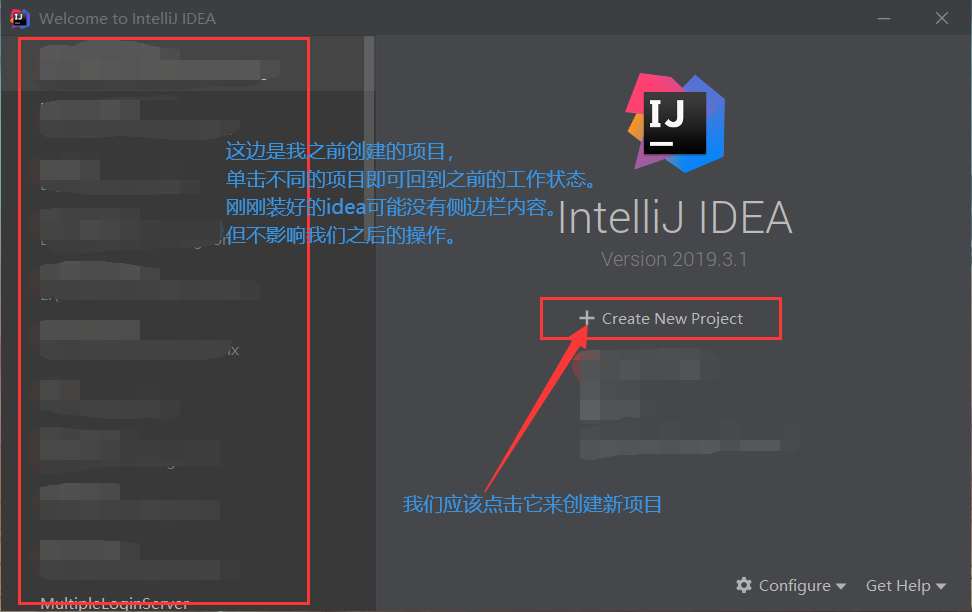 Welcome to IntelliJ IDEA
这边是我之前创建的项目，
单击不同的项目即可回到之前的工作状态。
刚刚装好的idea可能没有侧边栏内容。
但不影响我们之后的操作。
IJ
IntelliJ IDEA
Version 2019.3.1
Create New Project
我们应该点击它来创建新项目
MultipleLoginServer
Configure
Get Help